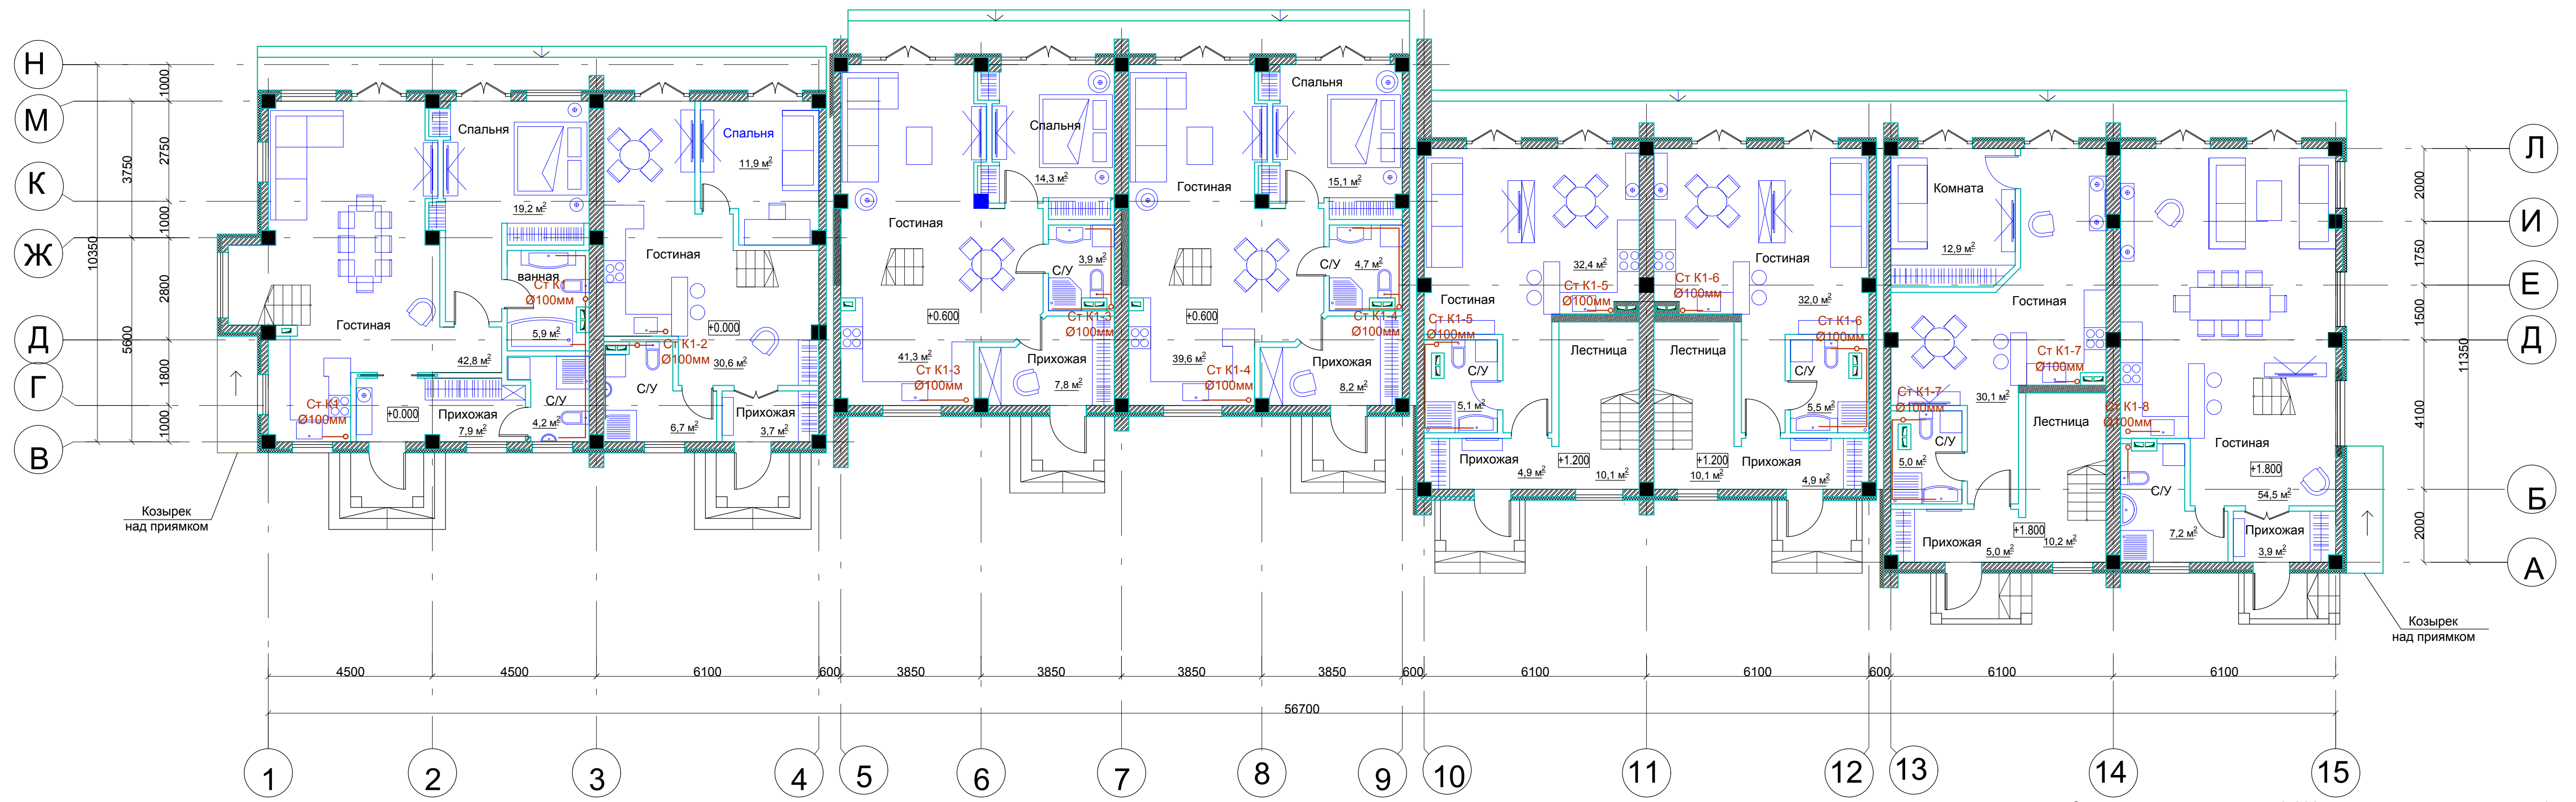 Н
М
К
Ж
Д
Г
В
1000
2750
1000
2800
1800
1000
3750
5600
10350
Спальня
19,2 м²
ванная
Ст К1
Ø100мм
5,9 м²
Гостиная
42,8 м²
Ст К1
Ø100мм
+0.000
Прихожая
7,9 м²
С/У
4,2 м²
Козырек
над приямком
Спальня
11,9 м²
Гостиная
+0.000
Ст К1-2
Ø100мм
30,6 м²
С/У
6,7 м²
Прихожая
3,7 м²
Гостиная
+0.600
41,3 м²
Ст К1-3
Ø100мм
Спальня
14,3 м²
3,9 м²
С/У
Ст К1-3
Ø100мм
Прихожая
7,8 м²
Гостиная
+0.600
39,6 м²
Ст К1-4
Ø100мм
Спальня
15,1 м²
С/У
4,7 м²
Ст К1-4
Ø100мм
Прихожая
8,2 м²
32,4 м²
Гостиная
Ст К1-5
Ø100мм
Ст К1-5
Ø100мм
Лестница
С/У
5,1 м²
Прихожая
4,9 м²
+1.200
10,1 м²
Ст К1-6
Ø100мм
Гостиная
32,0 м²
Ст К1-6
Ø100мм
Лестница
С/У
5,5 м²
+1.200
10,1 м²
Прихожая
4,9 м²
Комната
12,9 м²
Гостиная
Ст К1-7
Ø100мм
Ст К1-7
Ø100мм
30,1 м²
Лестница
С/У
5,0 м²
Прихожая
5,0 м²
+1.800
10,2 м²
Ст К1-8
Ø100мм
Гостиная
+1.800
54,5 м²
С/У
7,2 м²
Прихожая
3,9 м²
Козырек
над приямком
2000
1750
1500
4100
2000
11350
Л
И
Е
Д
Б
А
4500
4500
6100
600
3850
3850
3850
3850
600
6100
6100
600
6100
6100
56700
1
2
3
4
5
6
7
8
9
10
11
12
13
14
15